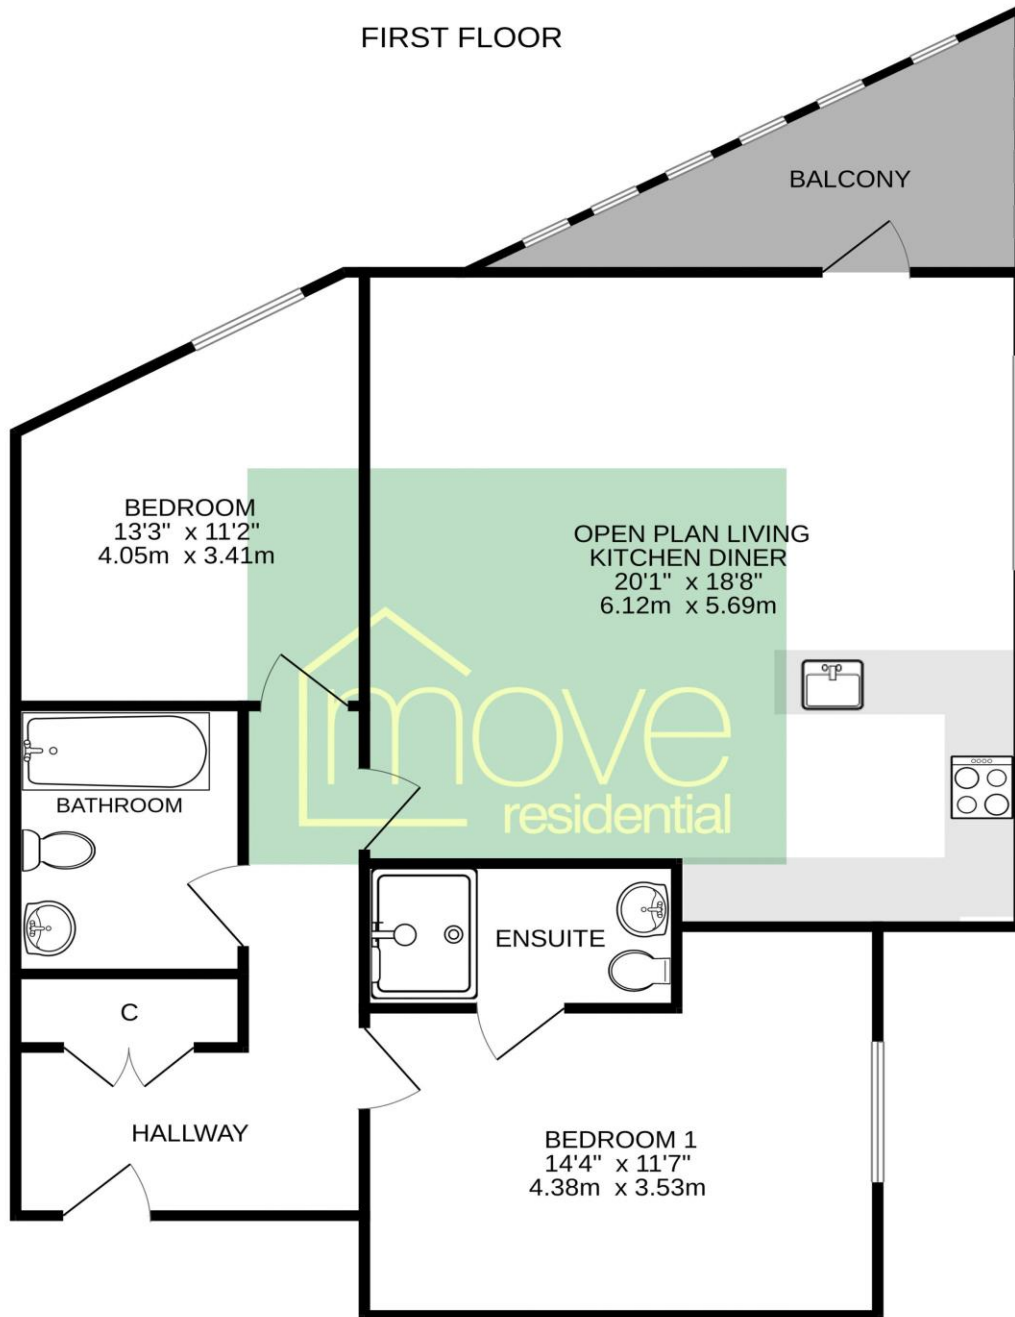 FIRST FLOOR
BALCONY
BEDROOM
13'3" x 11'2"
4.05m x 3.41m
OPEN PLAN LIVING
KITCHEN DINER
20'1" x 18'8"
6.12m x 5.69m
move
residential
BATHROOM
ENSUITE
C
HALLWAY
BEDROOM 1
14'4" x 11'7"
4.38m x 3.53m